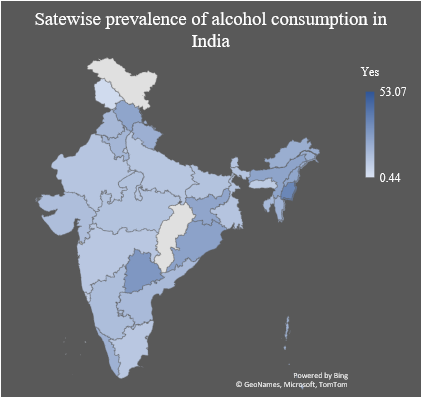 Satewise prevalence of alcohol consumption in
India
Yes
53.07
0.44
Powered by Bing
© GeoNames, Microsoft, TomTom